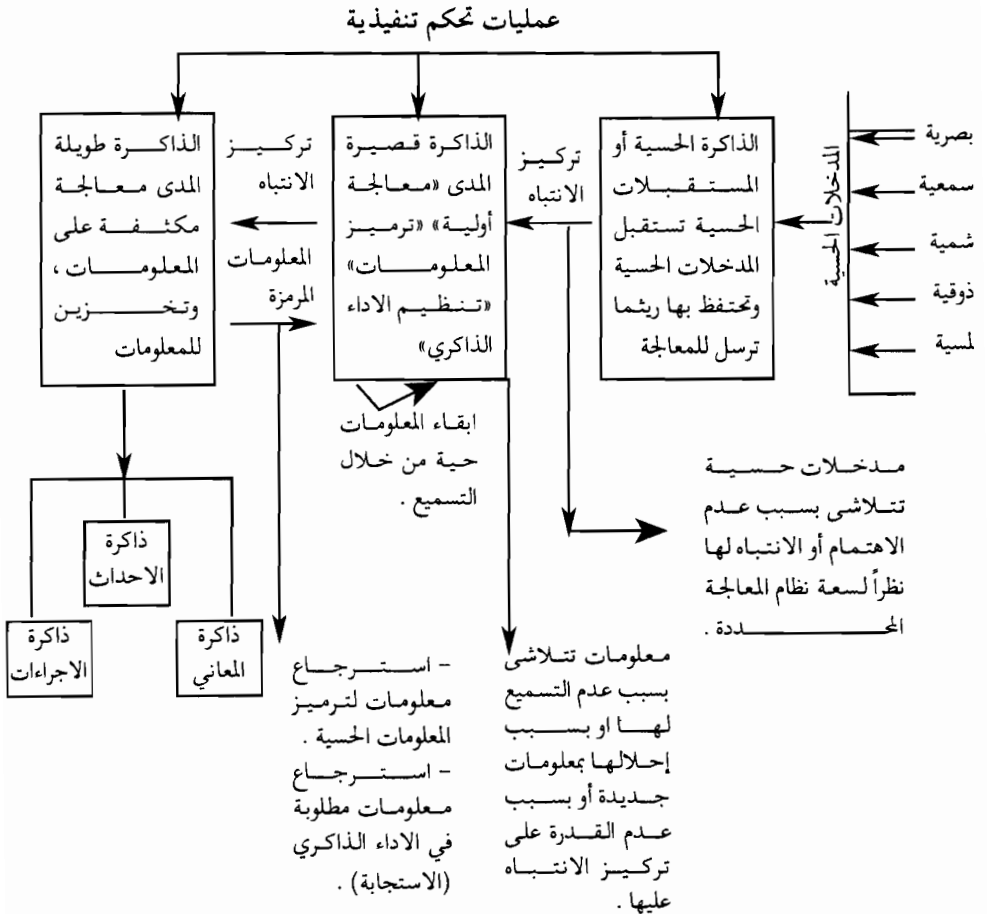 عمليات تحكم تنفيذية
بصرية
سمعية
شمية
ذوقية
لمسية
المدخلات الحسية
الذاكرة الحسية أو
المستقبلات
الحسية تستقبل
المدخلات الحسية
وتحتفظ بها ريثما
ترسل للمعالجة
تركيز
الانتباه
الذاكرة قصيرة
المدى «معالجة
أولية» «ترميز
المعلومات»
«تنظيم الاداء
الذاكري»
تركيز
الانتباه
المعلومات
المرمزة
الذاكرة طويلة
المدى معالجة
مكثفة على
المعلومات ،
وتخزين
للمعلومات
ابقاء المعلومات
حية من خلال
التسميع .
مدخلات حسية
تتلاشى بسبب عدم
الاهتمام أو الانتباه لها
نظراً لسعة نظام المعالجة
المحددة .
ذاكرة
الاحداث
ذاكرة
المعاني
ذاكرة
الاجراءات
معلومات تتلاشى
بسبب عدم التسميع
لها او بسبب
إحلالها بمعلومات
جديدة أو بسبب
عدم القدرة على
تركيز الانتباه
عليها .
– استرجاع
معلومات لترميز
المعلومات الحسية .
– استرجاع
معلومات مطلوبة
في الاداء الذاكري
(الاستجابة) .